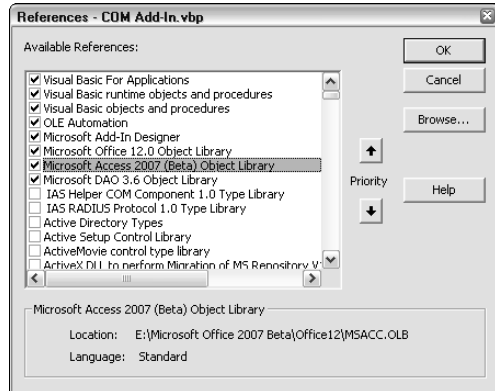 References - COM Add-In.vbp
Available References:
OK
Cancel
Browse...
Help
Priority
Visual Basic For Applications
Visual Basic runtime objects and procedures
Visual Basic objects and procedures
OLE Automation
Microsoft Add-In Designer
Microsoft Office 12.0 Object Library
Microsoft Access 2007 (Beta) Object Library
Microsoft DAO 3.6 Object Library
IAS Helper COM Component 1.0 Type Library
IAS RADIUS Protocol 1.0 Type Library
Active Directory Types
Active Setup Control Library
ActiveMovie control type library
ActiveX DLL to perform Migration of MS Repository V
Microsoft Access 2007 (Beta) Object Library
Location: E:\Microsoft Office 2007 Beta\Office12\MSACC.OLB
Language: Standard